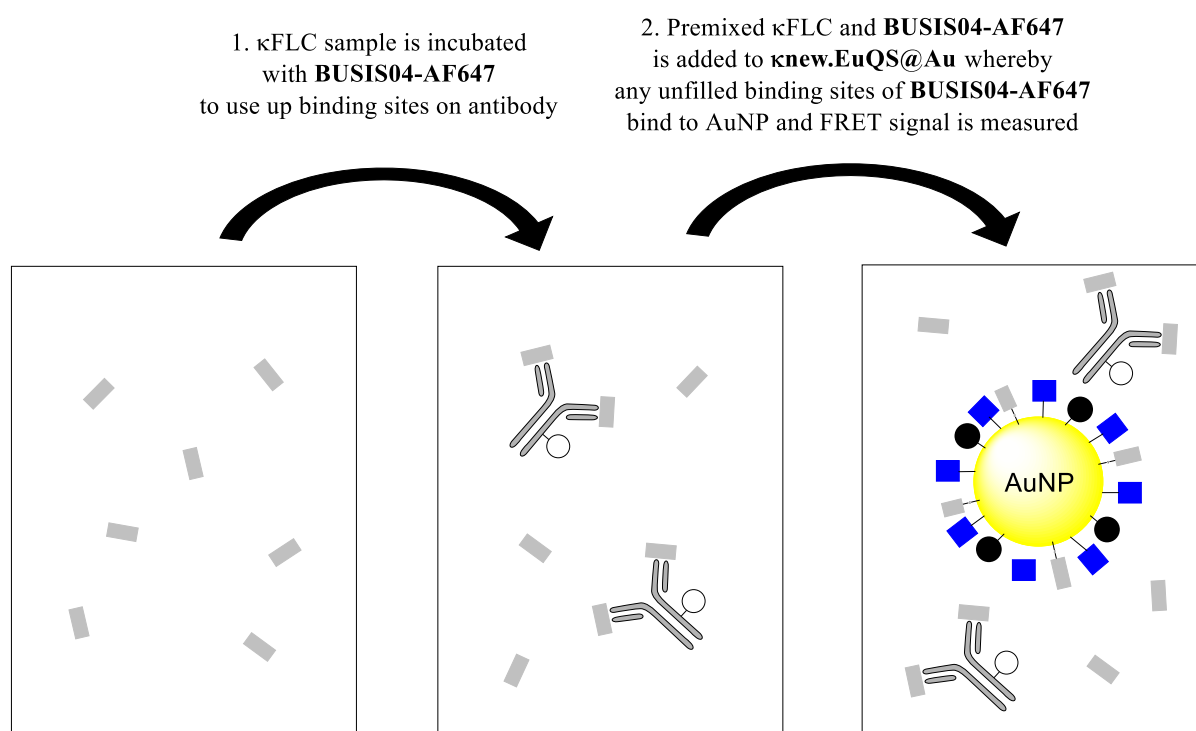 1. κFLC sample is incubated
with BUSIS04-AF647
to use up binding sites on antibody
2. Premixed κFLC and BUSIS04-AF647
is added to κnew.EuQS@Au whereby
any unfilled binding sites of BUSIS04-AF647
bind to AuNP and FRET signal is measured
AuNP